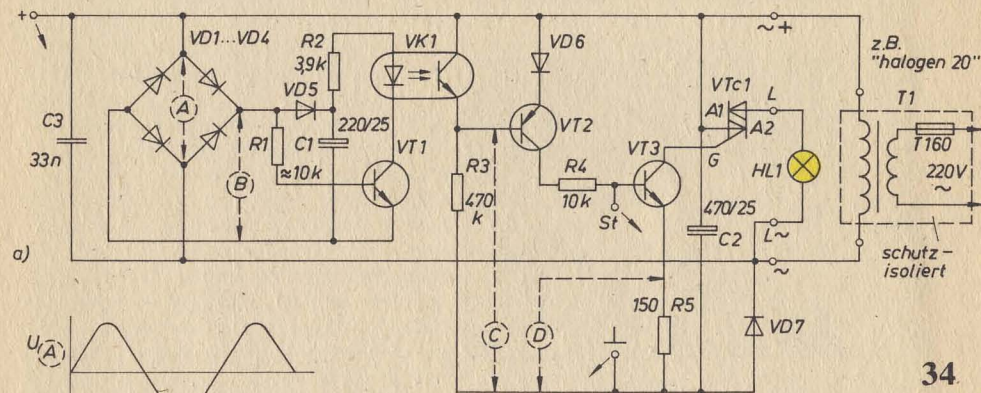 +
VD1...VD4
R2
3,9k
VK1
VD6
~+
z.B.
"halogen 20"
VTc1
L
T1
C3
33n
A
VD5
220/25
R1
C1
≈10k
B
VT1
VT2
R3
470
k
R4
10k
St
VT3
A1
A2
G
470/25
C2
HL1
T160
220V
~
L~
~
schutz-
isoliert
a)
C
D
150
R5
⊥
VD7
U A
34